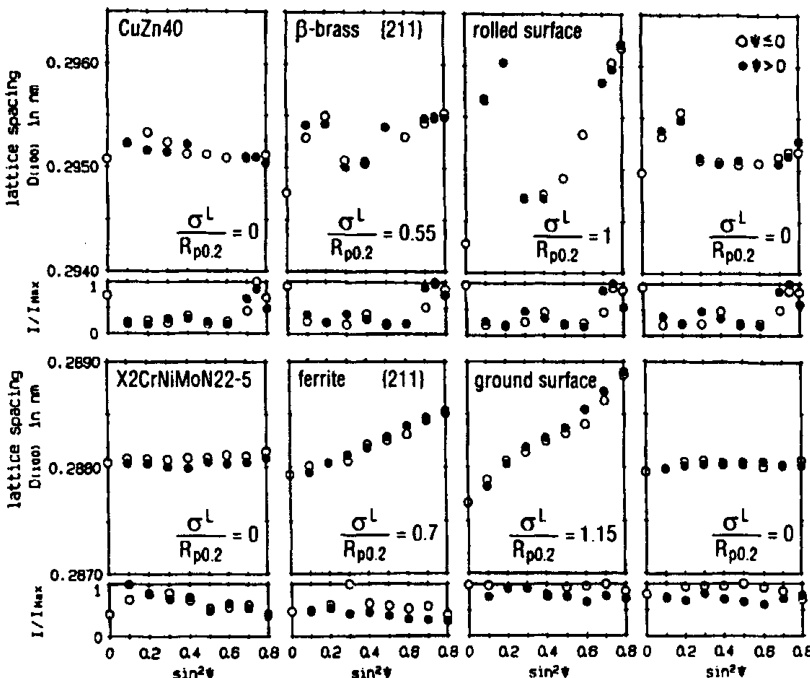 CuZn40 β-brass {211} rolled surface
○ψ≤0
●ψ>0
lattice spacing
D{100} in nm
0.2960
0.2950
0.2940
σL/Rp0.2 = 0
σL/Rp0.2 = 0.55
σL/Rp0.2 = 1
σL/Rp0.2 = 0
I/IMax
1
0
X2CrNiMoN22-5 ferrite {211} ground surface
lattice spacing
D{100} in nm
0.2890
0.2880
0.2870
σL/Rp0.2 = 0
σL/Rp0.2 = 0.7
σL/Rp0.2 = 1.15
σL/Rp0.2 = 0
I/IMax
1
0
0 0.2 0.4 0.6 0.8 0 0.2 0.4 0.6 0.8 0 0.2 0.4 0.6 0.8 0 0.2 0.4 0.6 0.8
sin²ψ sin²ψ sin²ψ sin²ψ